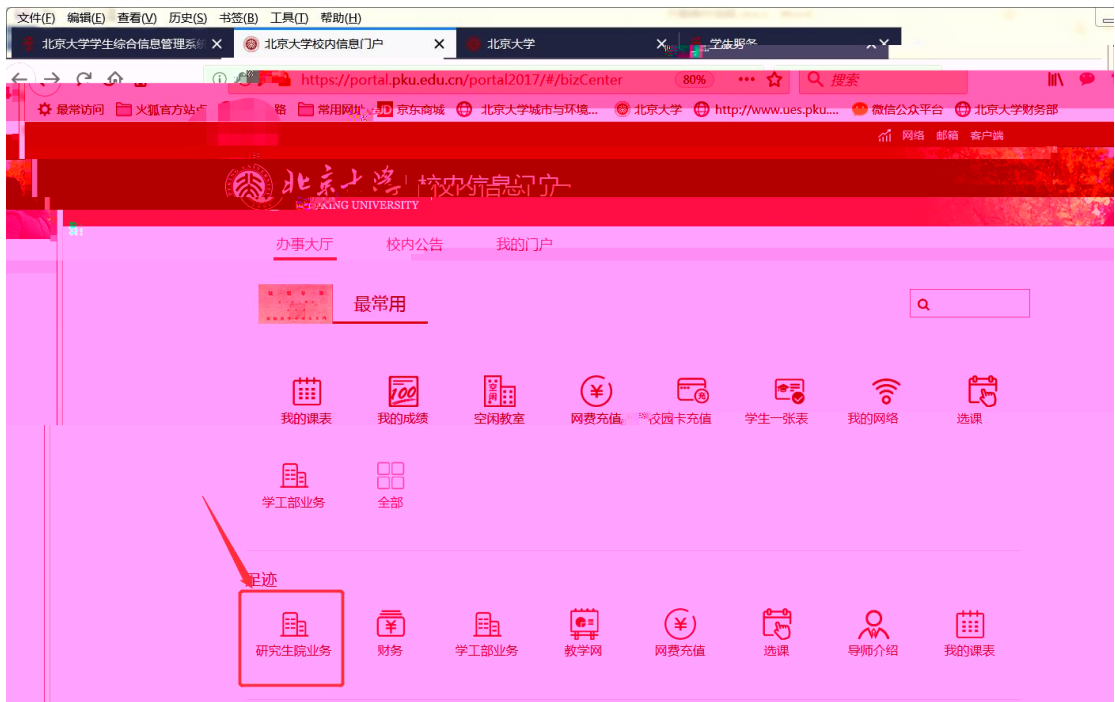 文件(F) 编辑(E) 查看(V) 历史(S) 书签(B) 工具(T) 帮助(H)
北京大学学生综合信息管理系统 × 北京大学校内信息门户 × 北京大学 ×
https://portal.pku.edu.cn/portal2017/#/bizCenter 80% ••• 搜索
最常访问 火狐官方站点 常用网址 JD 京东商城 北京大学城市与环境... 北京大学 http://www.ues.pku.... 微信公众平台 北京大学财务部
网络 邮箱 客户端
北京大学 校内信息门户
PEKING UNIVERSITY
办事大厅 校内公告 我的门户
最常用
我的课表 我的成绩 空闲教室 网费充值 校园卡充值 学生一张表 我的网络 选课
学工部业务 全部
足迹
研究生院业务 财务 学工部业务 教学网 网费充值 选课 导师介绍 我的课表